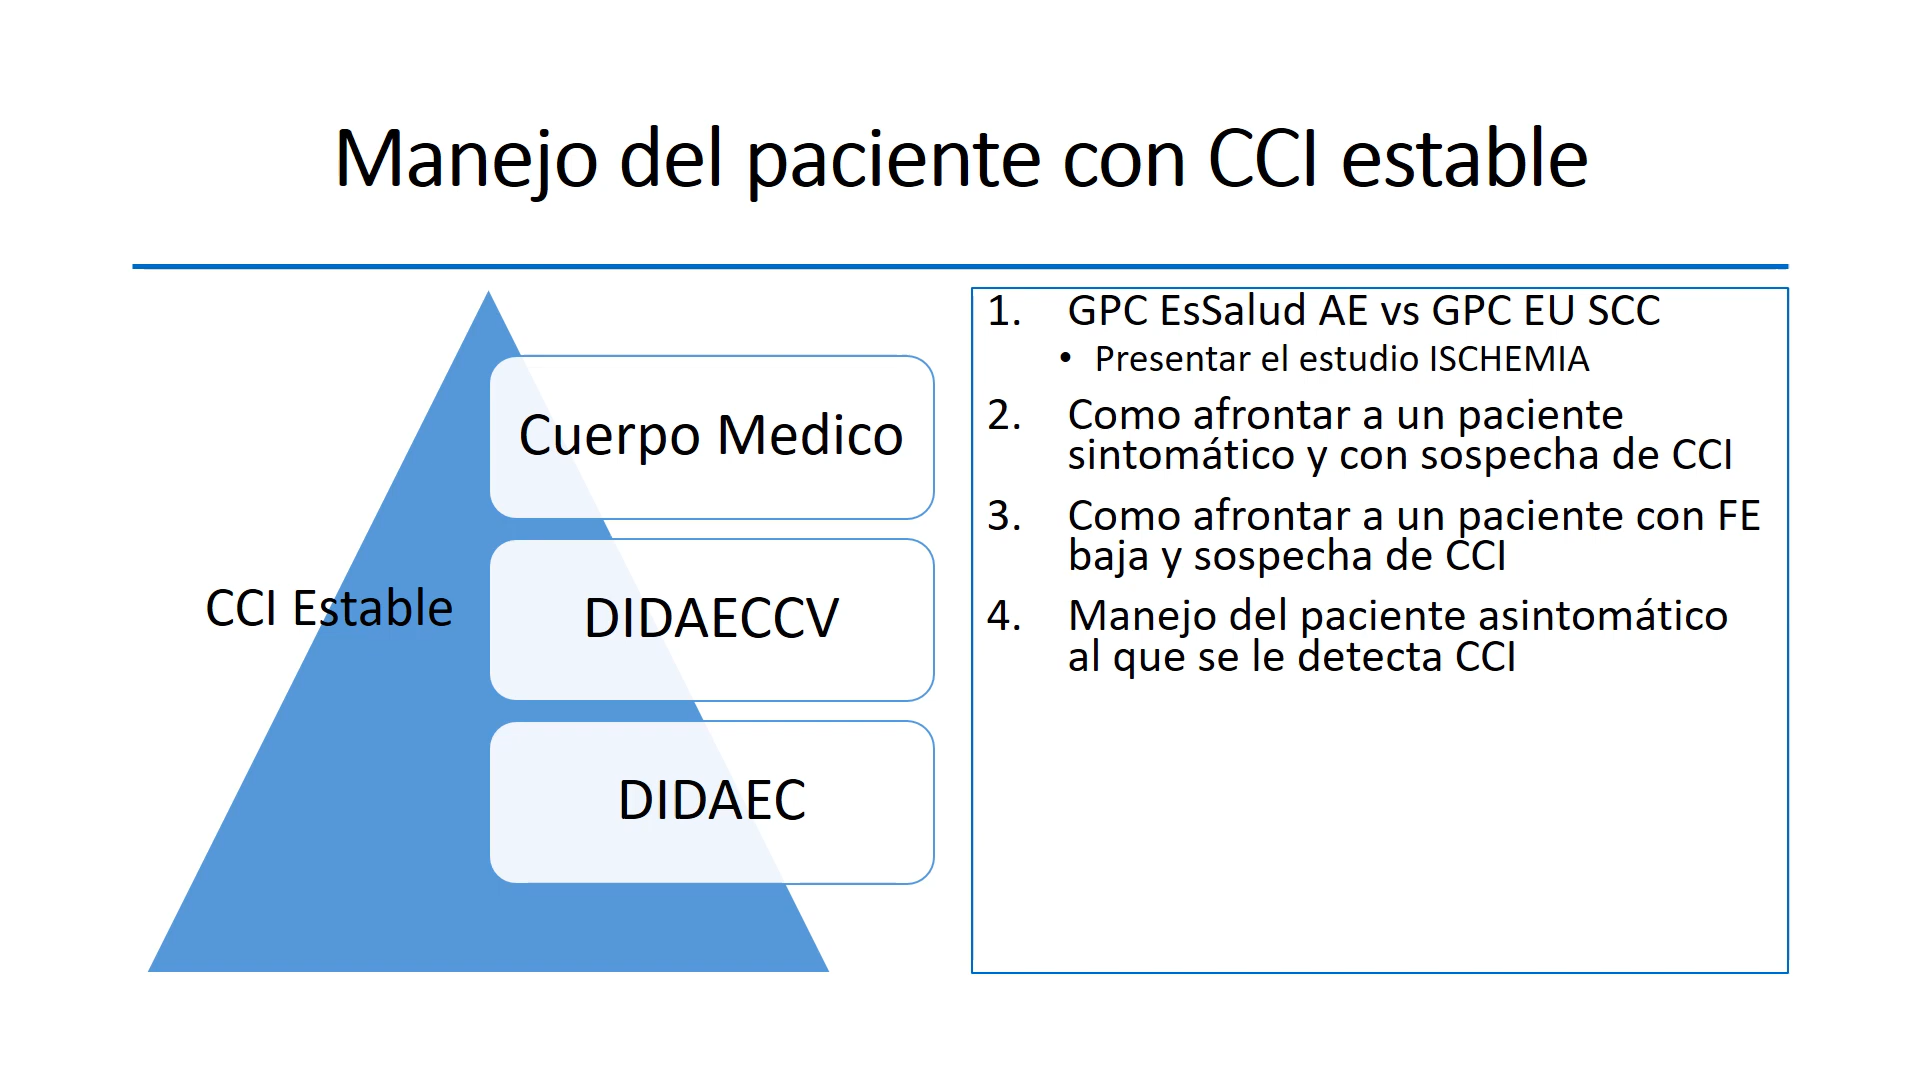 Manejo del paciente con CCI estable
CCI Estable
Cuerpo Medico
DIDAECCV
DIDAEC
1. GPC EsSalud AE vs GPC EU SCC
• Presentar el estudio ISCHEMIA
2. Como afrontar a un paciente
sintomático y con sospecha de CCI
3. Como afrontar a un paciente con FE
baja y sospecha de CCI
4. Manejo del paciente asintomático
al que se le detecta CCI